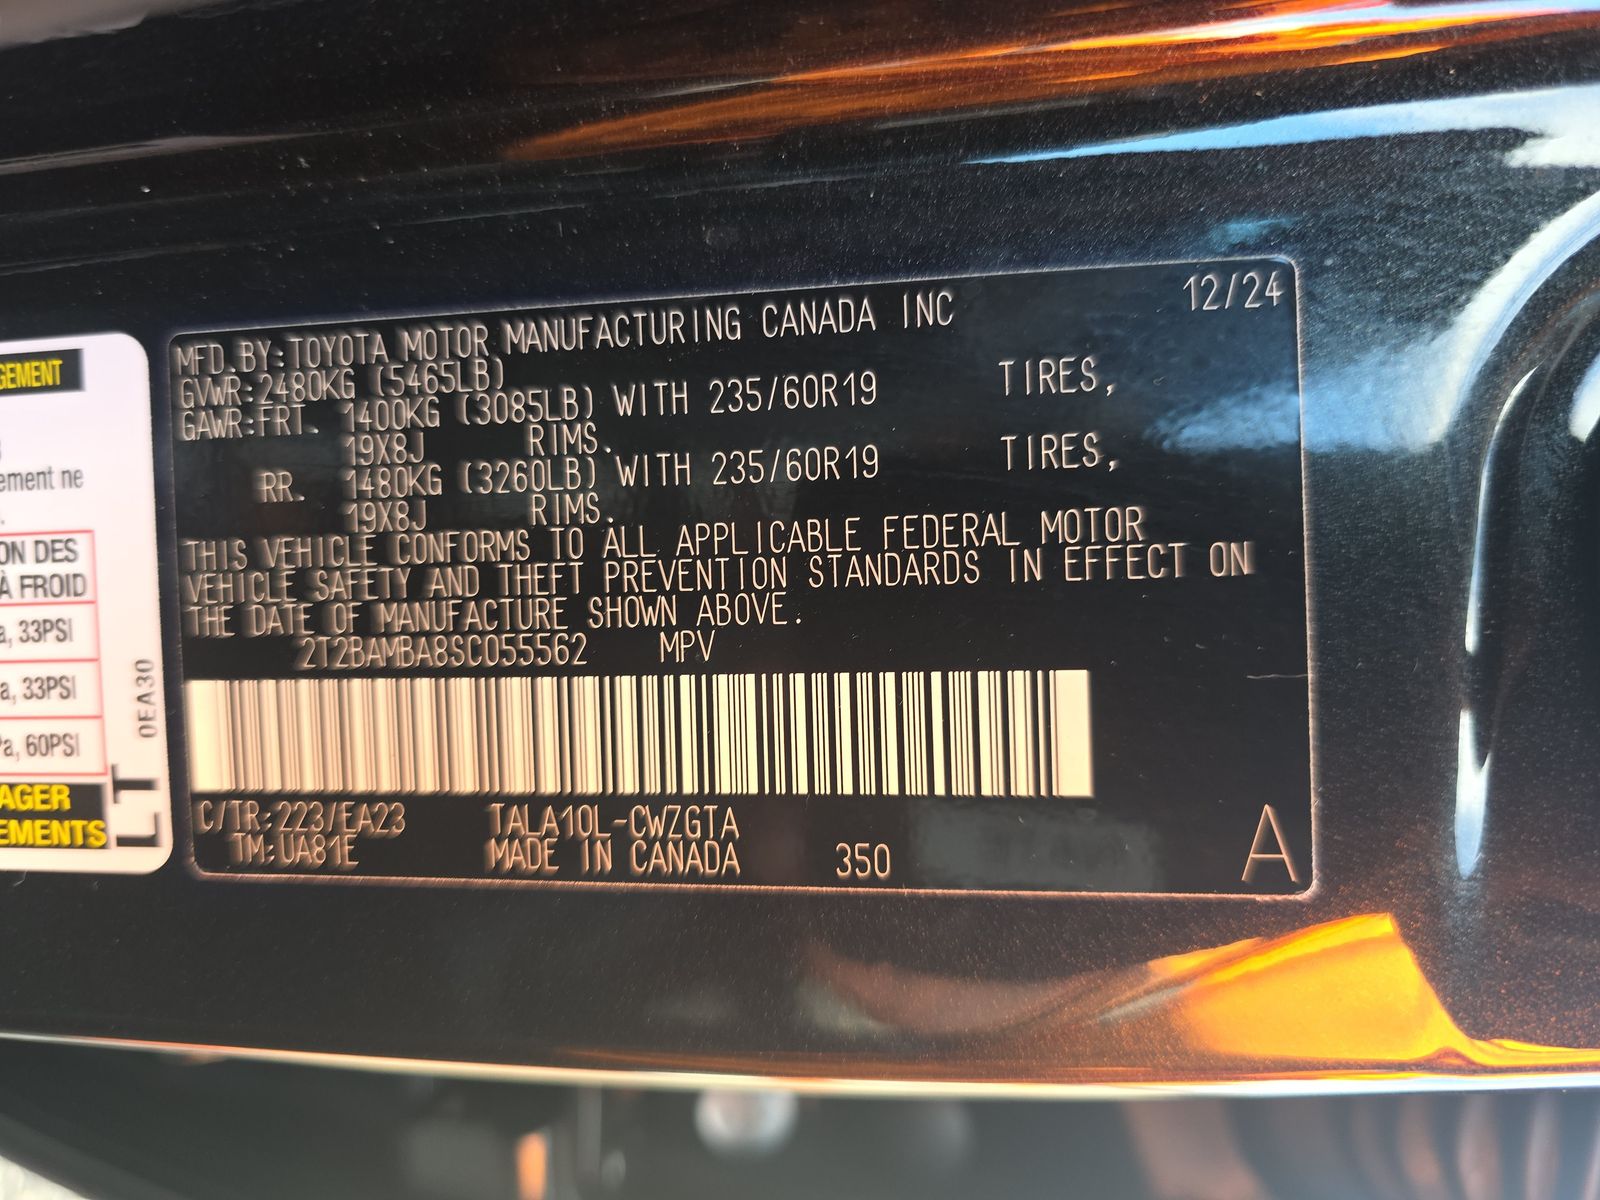 12/24
MFD.BY:TOYOTA MOTOR MANUFACTURING CANADA INC
GVWR:2480KG (5465LB)
GAWR:FRT. 1400KG (3085LB) WITH 235/60R19 TIRES,
19X8J RIMS.
RR. 1480KG (3260LB) WITH 235/60R19 TIRES,
19X8J RIMS.
THIS VEHICLE CONFORMS TO ALL APPLICABLE FEDERAL MOTOR
VEHICLE SAFETY AND THEFT PREVENTION STANDARDS IN EFFECT ON
THE DATE OF MANUFACTURE SHOWN ABOVE.
2T2BAMBA8SC055562 MPV
C/TR:223/EA23 TALA10L-CWZGTA
TM:UA81E MADE IN CANADA 350
A
GEMENT
ement ne
ON DES
À FROID
a, 33PSI
a, 33PSI
Pa, 60PSI
AGER
EMENTS
0EA30
LT